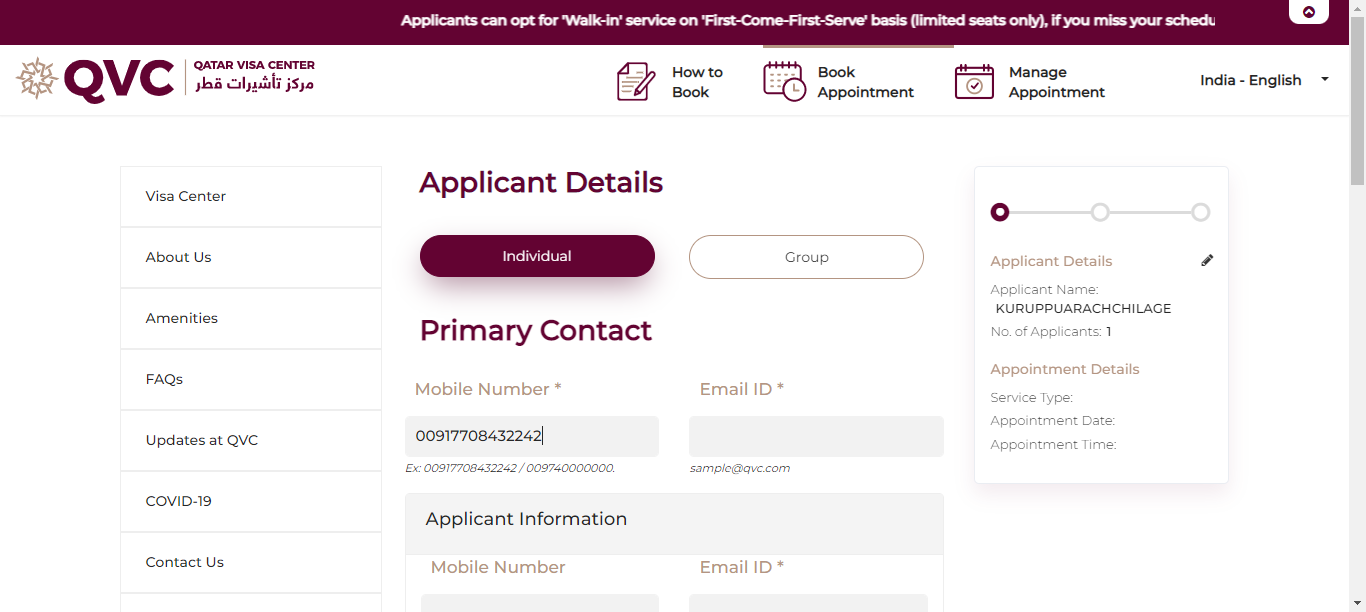 Applicants can opt for 'Walk-in' service on 'First-Come-First-Serve' basis (limited seats only), if you miss your schedu
QVC
QATAR VISA CENTER
مركز تأشيرات قطر
How to
Book
Book
Appointment
Manage
Appointment
India - English
Visa Center
About Us
Amenities
FAQs
Updates at QVC
COVID-19
Contact Us
Applicant Details
Individual
Group
Primary Contact
Mobile Number *
Email ID *
00917708432242
Ex: 00917708432242 / 009740000000.
sample@qvc.com
Applicant Information
Mobile Number
Email ID *
Applicant Details
Applicant Name:
KURUPPUARACHCHILAGE
No. of Applicants: 1
Appointment Details
Service Type:
Appointment Date:
Appointment Time: